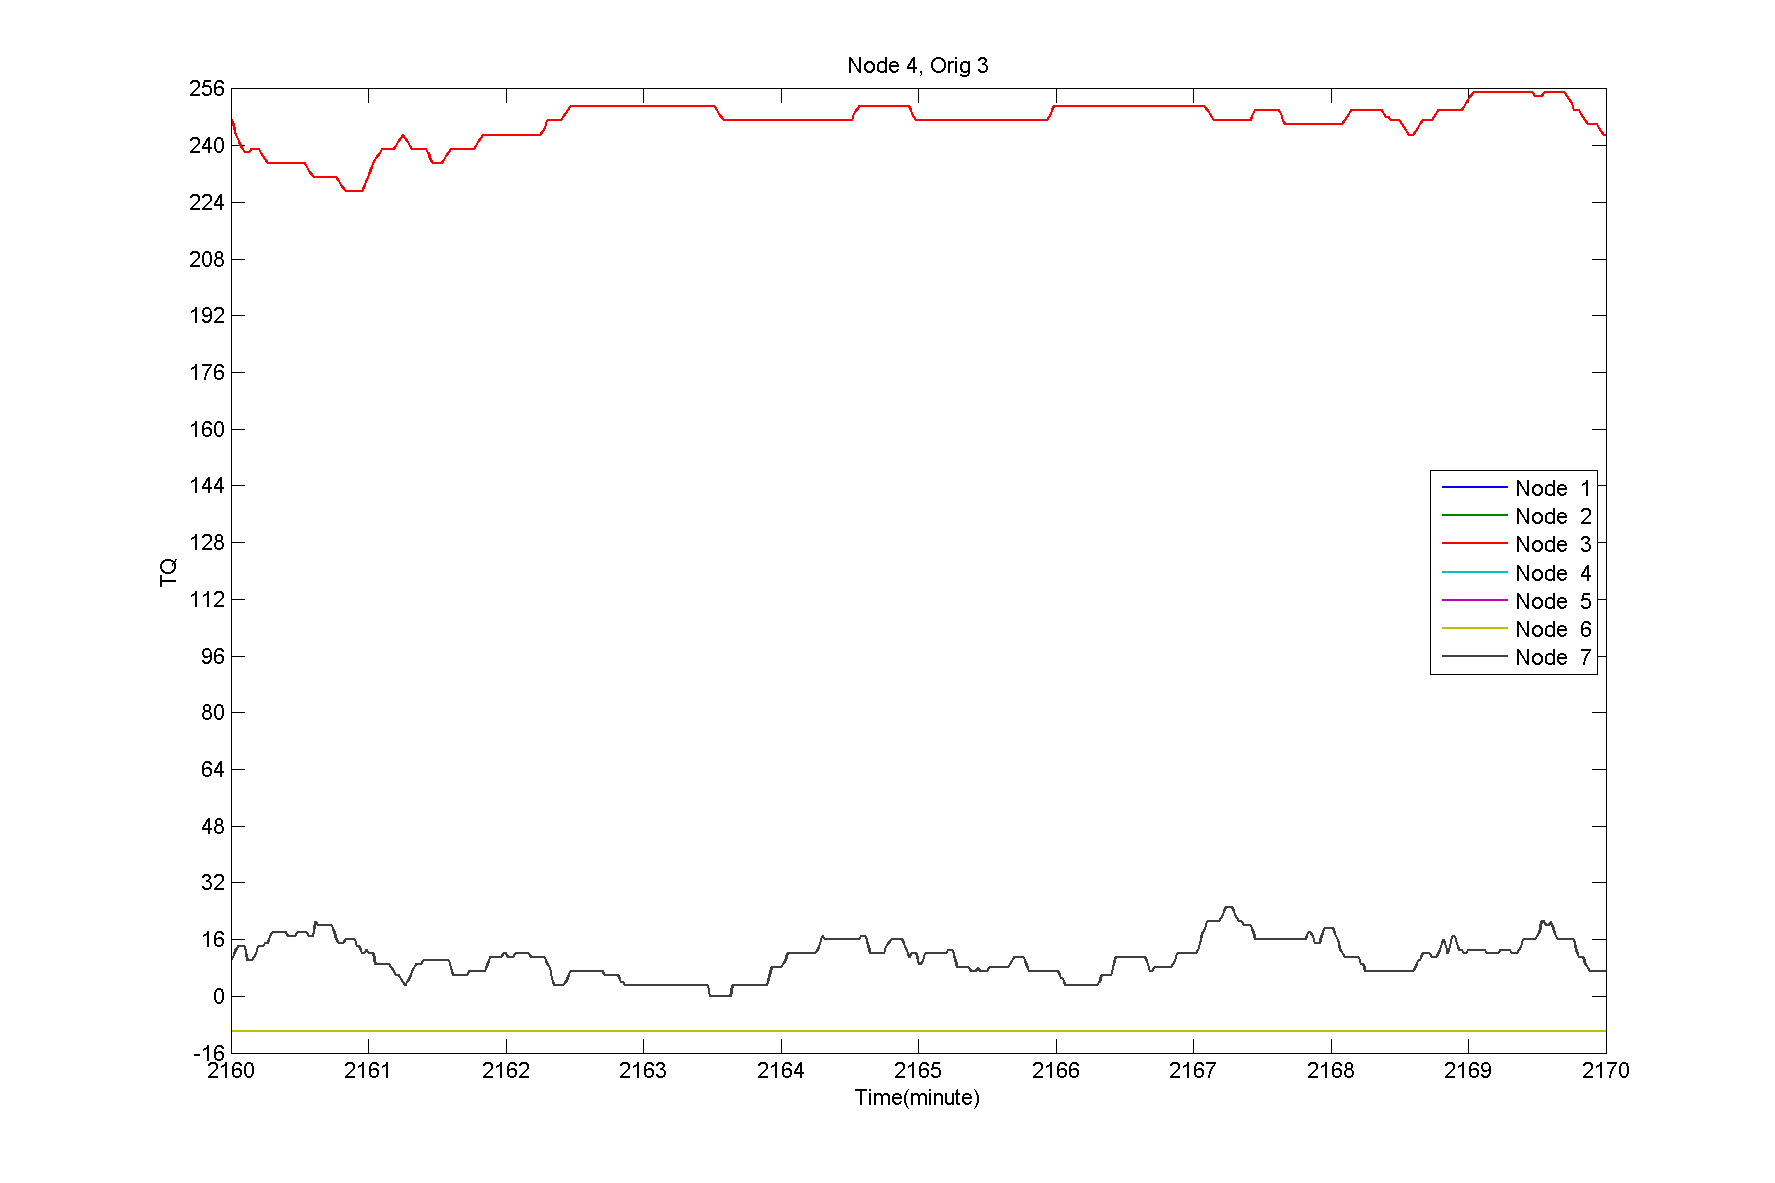 Node 4, Orig 3
256
240
224
208
192
176
160
144
128
112
96
80
64
48
32
16
0
-16
TQ
Node 1
Node 2
Node 3
Node 4
Node 5
Node 6
Node 7
2160 2161 2162 2163 2164 2165 2166 2167 2168 2169 2170
Time(minute)